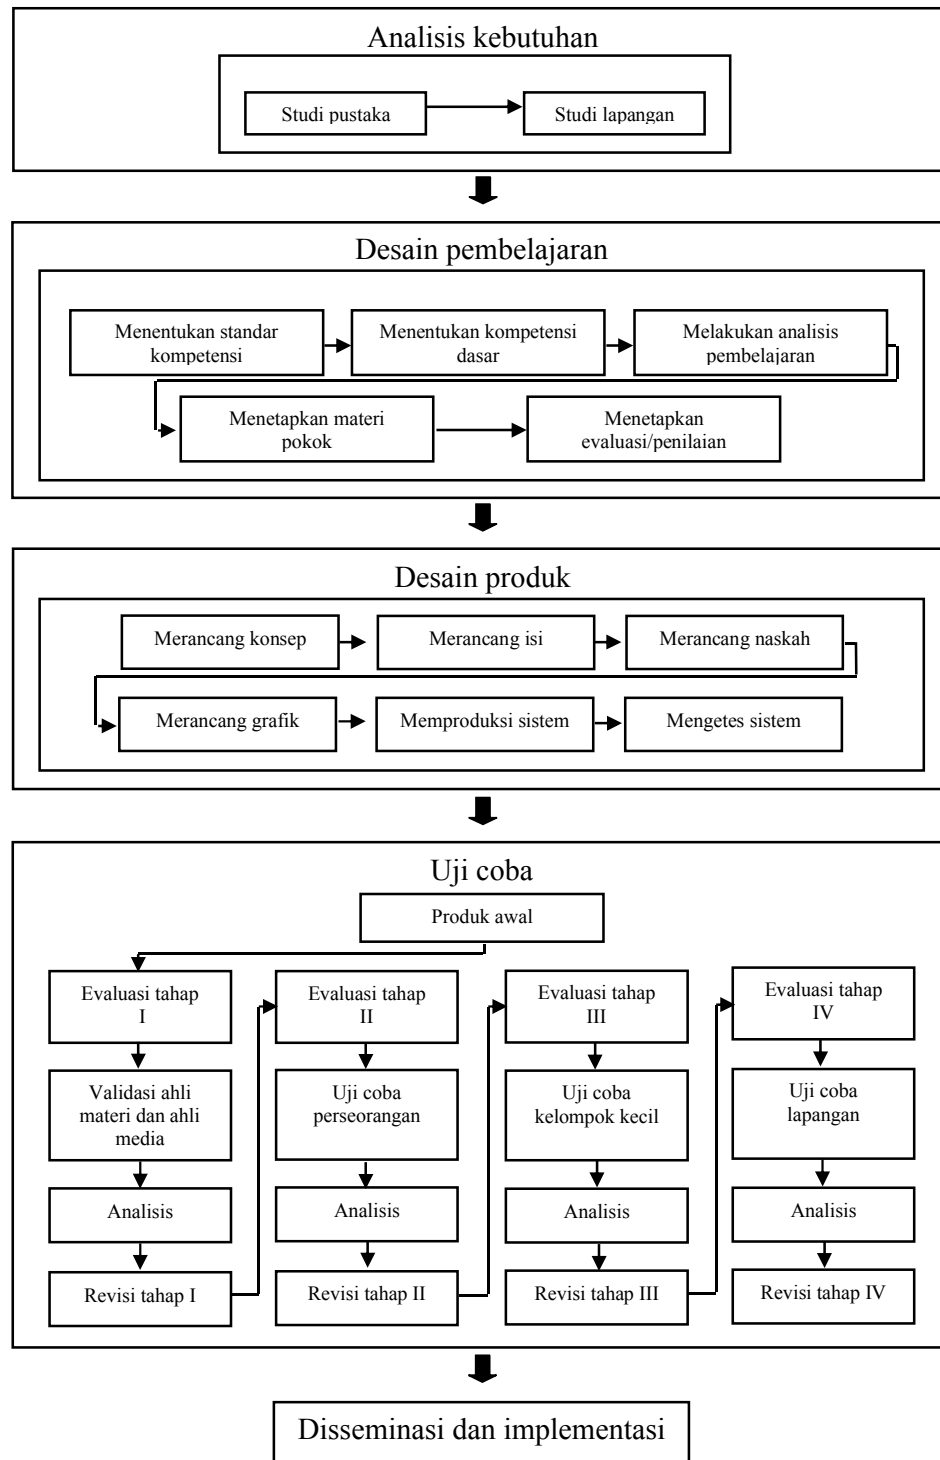 Analisis kebutuhan
Studi pustaka
Studi lapangan
Desain pembelajaran
Menentukan standar
kompetensi
Menentukan kompetensi
dasar
Melakukan analisis
pembelajaran
Menetapkan materi
pokok
Menetapkan
evaluasi/penilaian
Desain produk
Merancang konsep
Merancang isi
Merancang naskah
Merancang grafik
Memproduksi sistem
Mengetes sistem
Uji coba
Produk awal
Evaluasi tahap
I
Validasi ahli
materi dan ahli
media
Analisis
Revisi tahap I
Evaluasi tahap
II
Uji coba
perseorangan
Analisis
Revisi tahap II
Evaluasi tahap
III
Uji coba
kelompok kecil
Analisis
Revisi tahap III
Evaluasi tahap
IV
Uji coba
lapangan
Analisis
Revisi tahap IV
Disseminasi dan implementasi